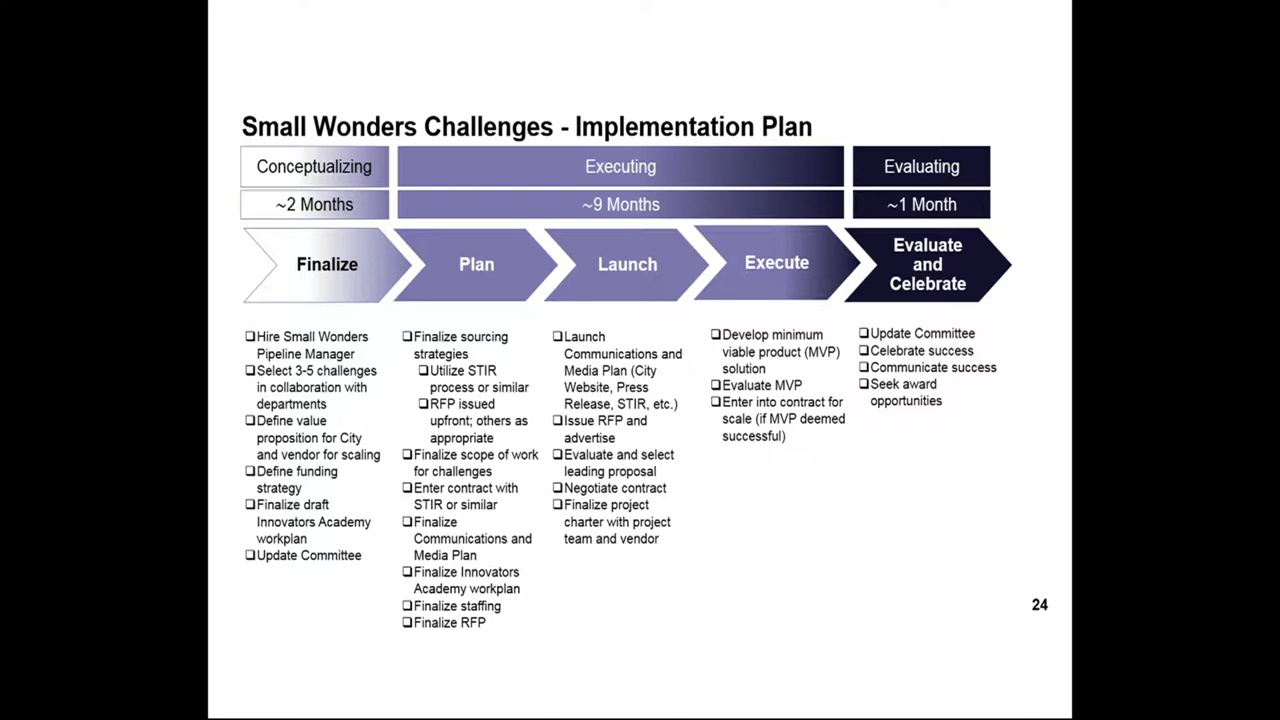 Small Wonders Challenges - Implementation Plan
Conceptualizing
Executing
Evaluating
~2 Months
~9 Months
~1 Month
Finalize
Plan
Launch
Execute
Evaluate
and
Celebrate
❑Hire Small Wonders
Pipeline Manager
❑Select 3-5 challenges
in collaboration with
departments
❑Define value
proposition for City
and vendor for scaling
❑Define funding
strategy
❑Finalize draft
Innovators Academy
workplan
❑Update Committee
❑Finalize sourcing
strategies
❑Utilize STIR
process or similar
❑RFP issued
upfront; others as
appropriate
❑Finalize scope of work
for challenges
❑Enter contract with
STIR or similar
❑Finalize
Communications and
Media Plan
❑Finalize Innovators
Academy workplan
❑Finalize staffing
❑Finalize RFP
❑Launch
Communications and
Media Plan (City
Website, Press
Release, STIR, etc.)
❑Issue RFP and
advertise
❑Evaluate and select
leading proposal
❑Negotiate contract
❑Finalize project
charter with project
team and vendor
❑Develop minimum
viable product (MVP)
solution
❑Evaluate MVP
❑Enter into contract for
scale (if MVP deemed
successful)
❑Update Committee
❑Celebrate success
❑Communicate success
❑Seek award
opportunities
24